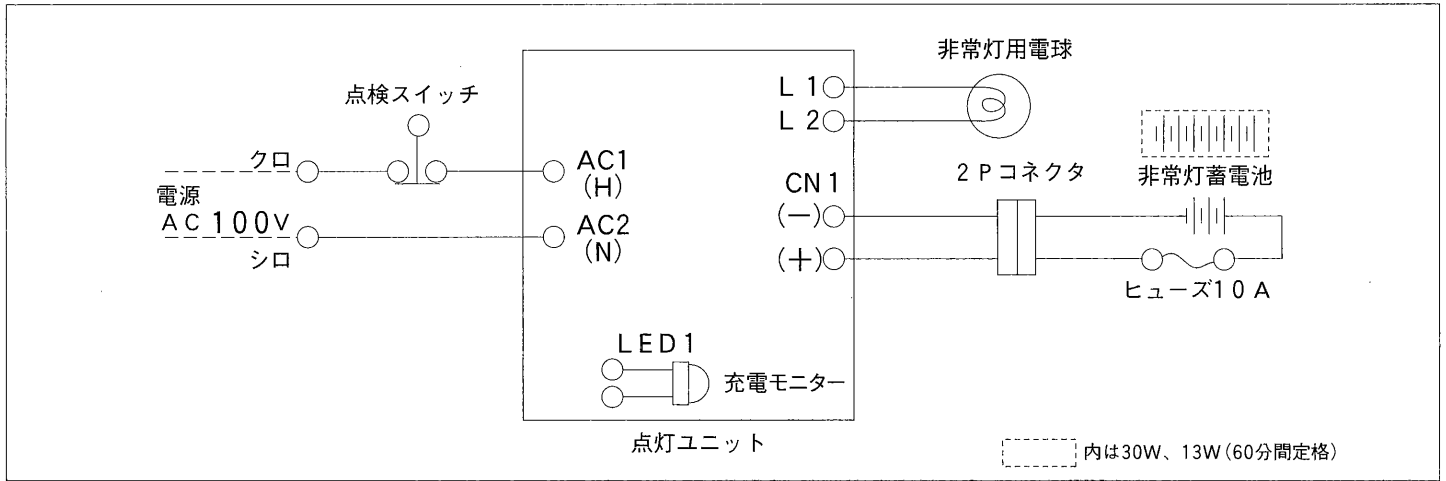 非常灯用電球
点検スイッチ
L 1
L 2
クロ
AC1
(H)
電源
AC 100V
シロ
AC2
(N)
CN1
(－)
(＋)
2Pコネクタ
非常灯蓄電池
ヒューズ10A
LED1
充電モニター
点灯ユニット
内は30W、13W(60分間定格)